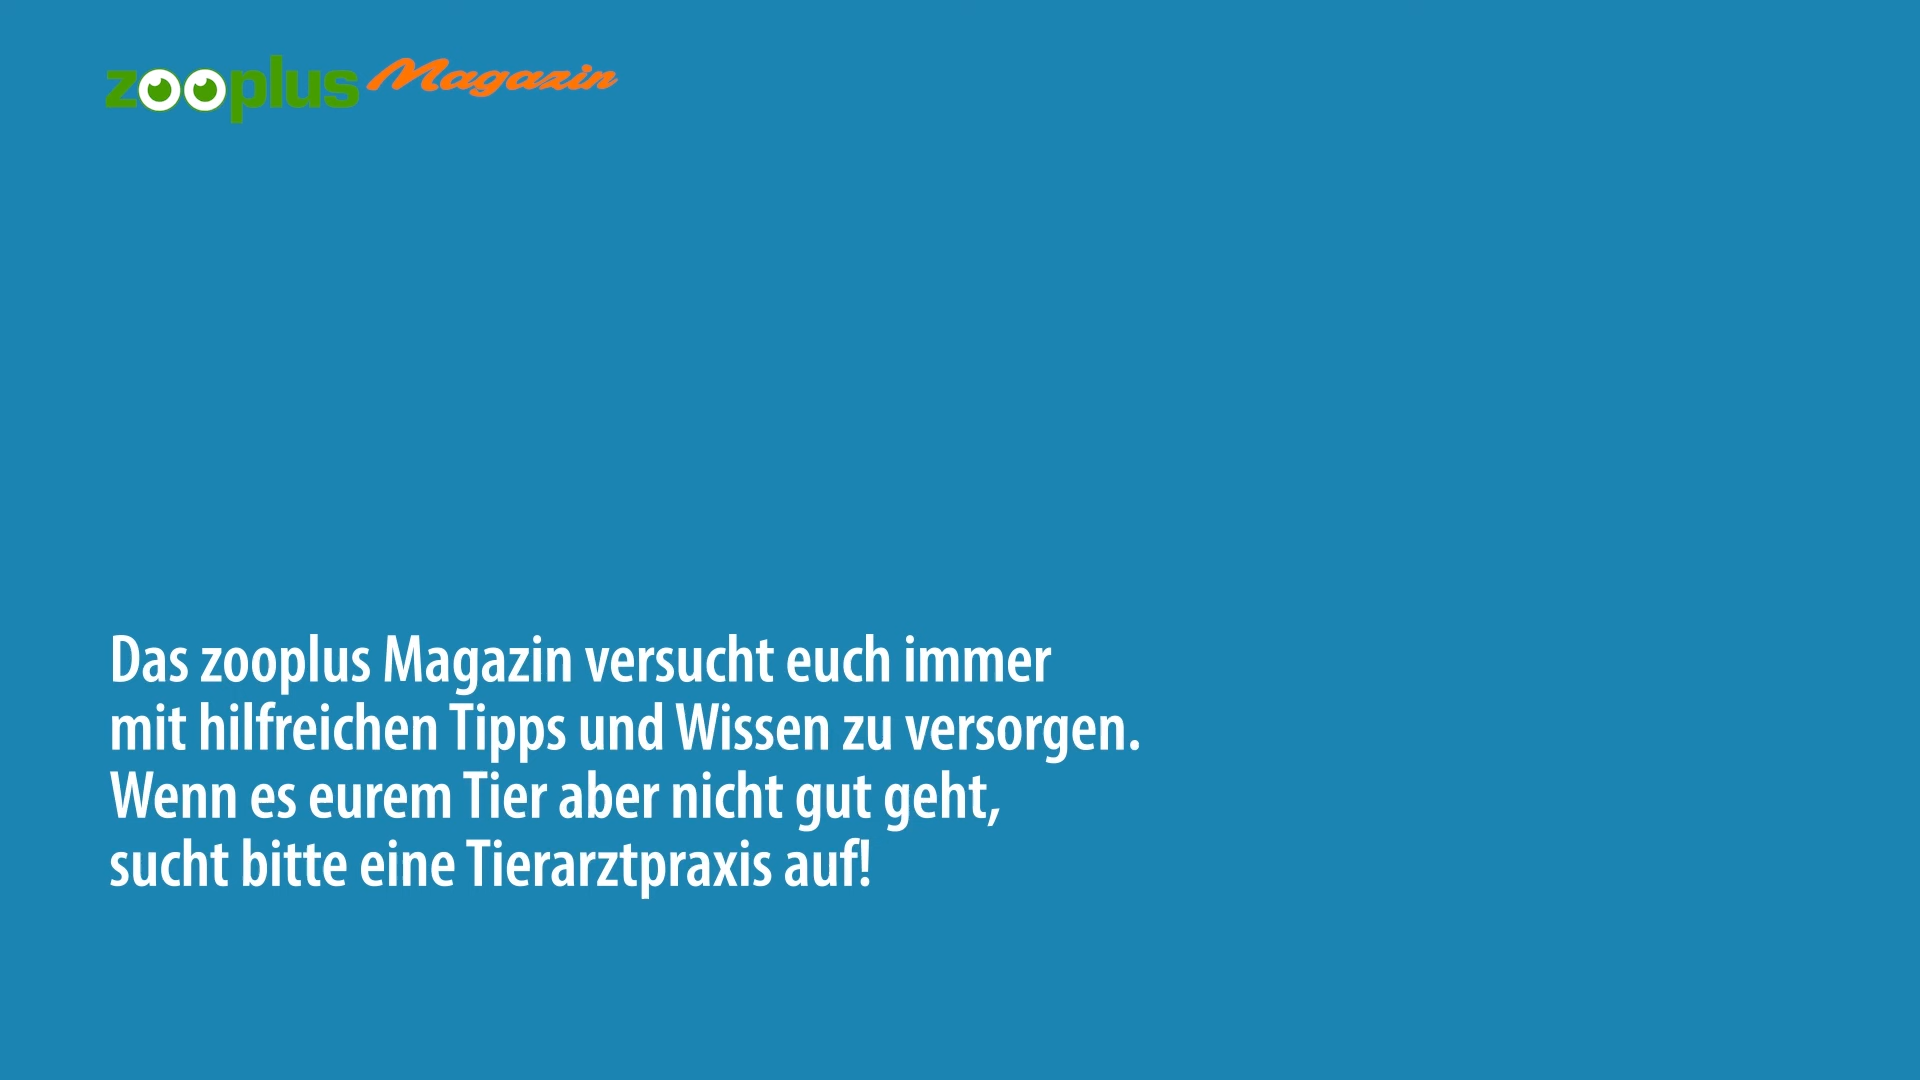 zooplus Magazin
Das zooplus Magazin versucht euch immer
mit hilfreichen Tipps und Wissen zu versorgen.
Wenn es eurem Tier aber nicht gut geht,
sucht bitte eine Tierarztpraxis auf!